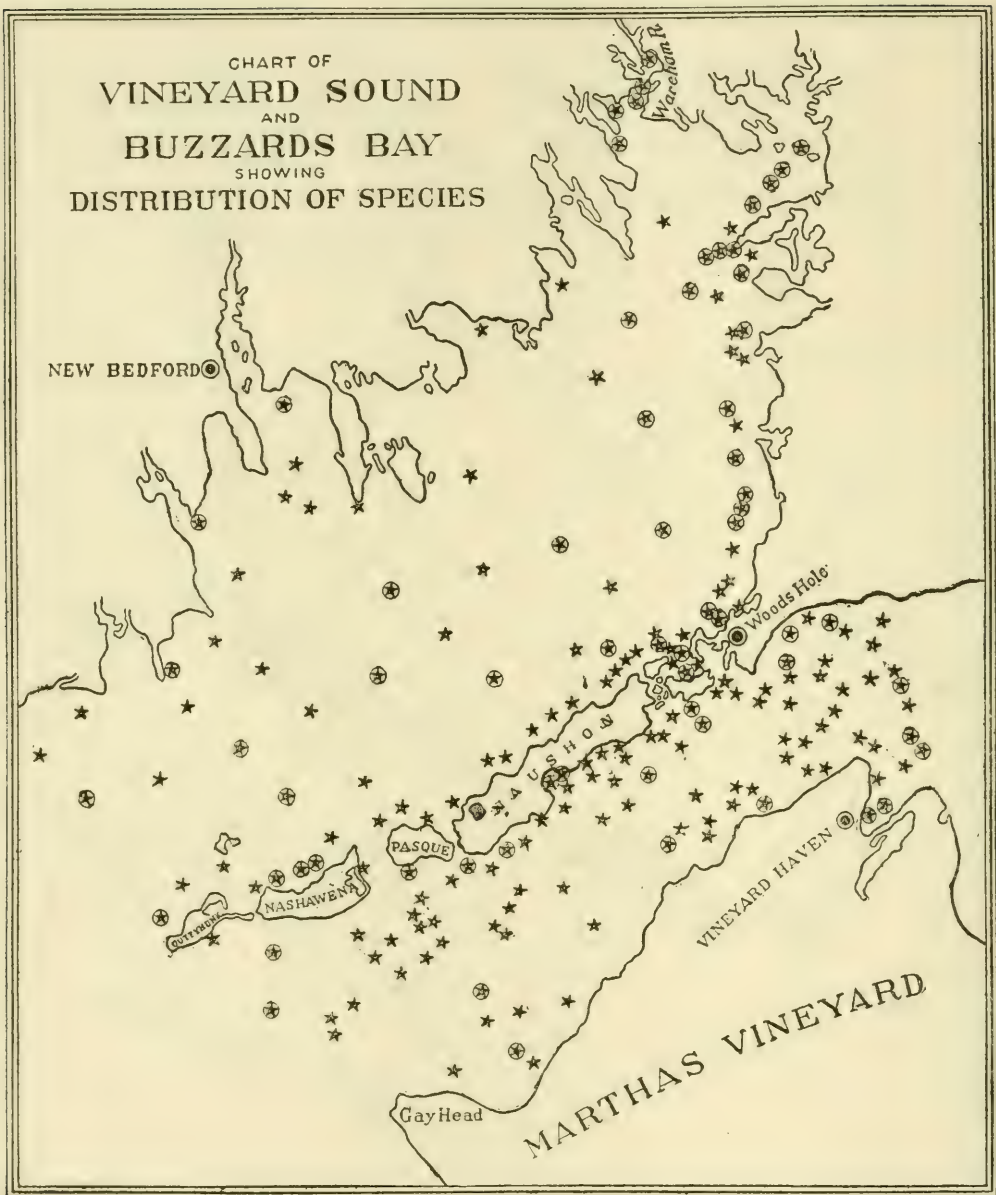 CHART OF
VINEYARD SOUND
AND
BUZZARDS BAY
SHOWING
DISTRIBUTION OF SPECIES
Wareham R.
NEW BEDFORD
Woods Hole
NAUSHON
PASQUE
NASHAWENA
CUTTYHUNK
VINEYARD HAVEN
MARTHAS VINEYARD
Gay Head